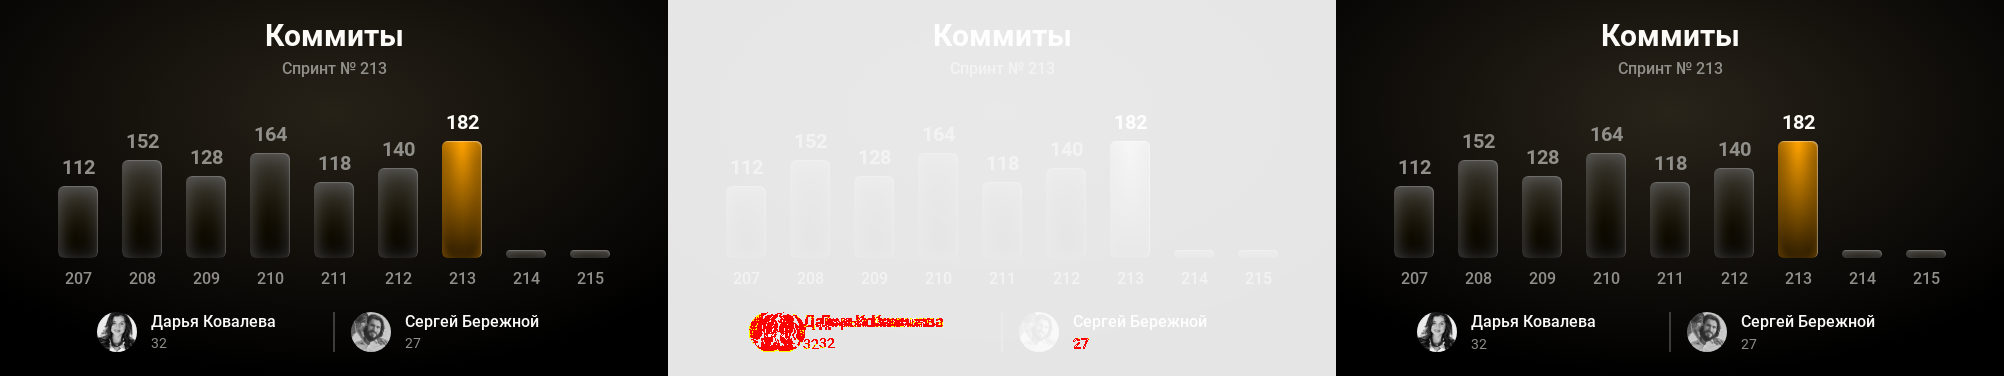 Коммиты
Спринт № 213
112 152 128 164 118 140 182
207 208 209 210 211 212 213 214 215
Дарья Ковалева
32
Сергей Бережной
27
Коммиты
Спринт № 213
112 152 128 164 118 140 182
207 208 209 210 211 212 213 214 215
Сергей Бережной
27
Коммиты
Спринт № 213
112 152 128 164 118 140 182
207 208 209 210 211 212 213 214 215
Дарья Ковалева
32
Сергей Бережной
27